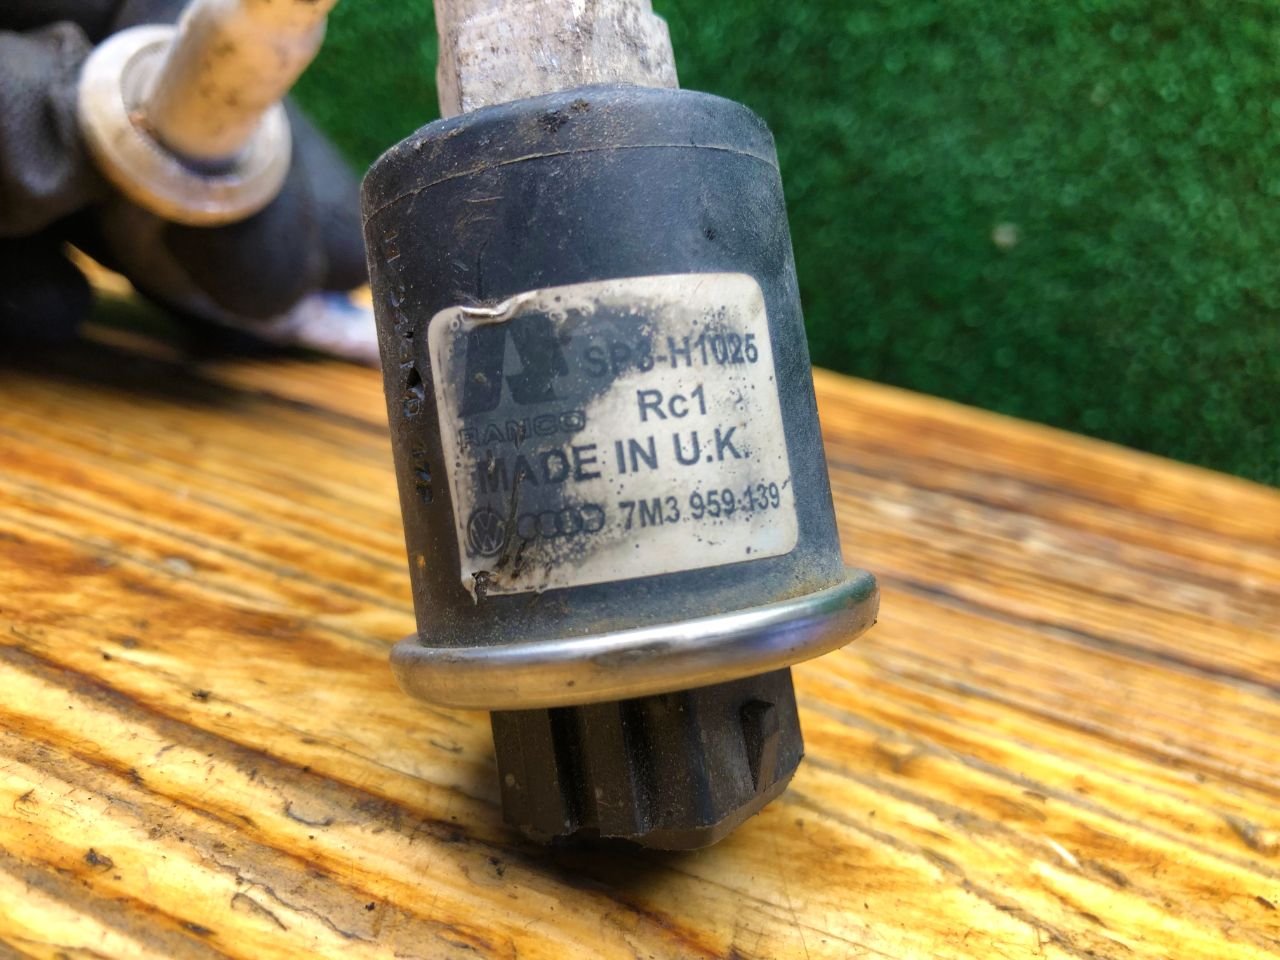 SP3-H1025
Rc1
RANCO
MADE IN U.K.
7M3 959 139